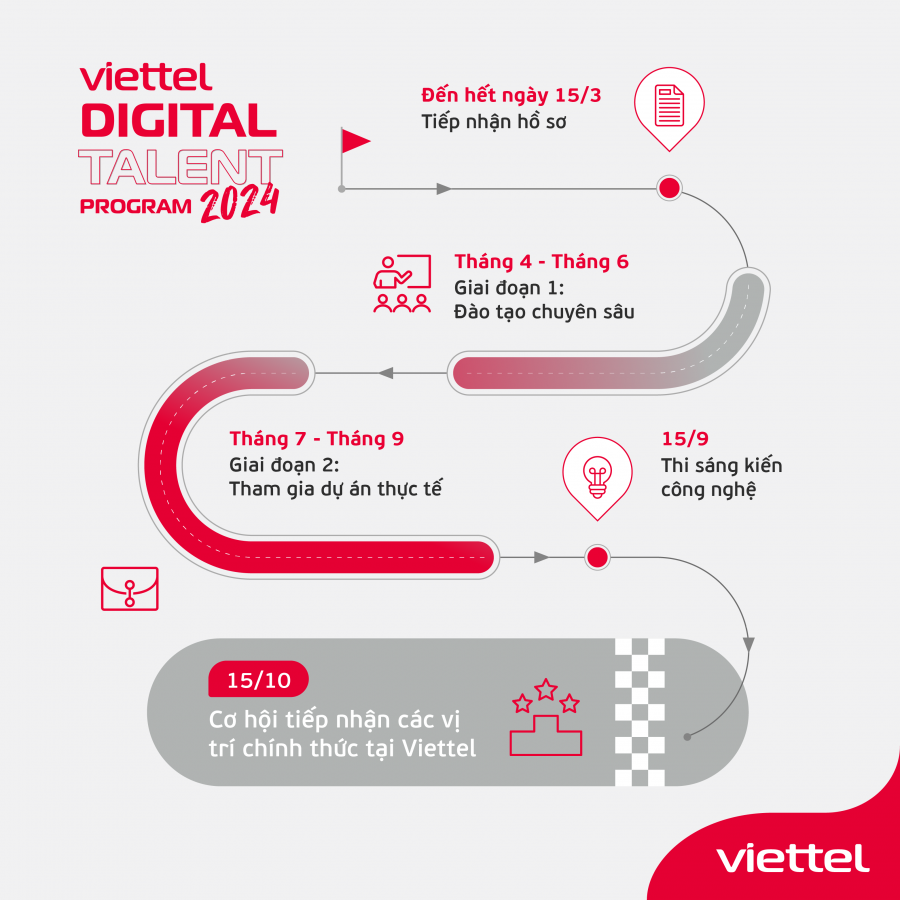 viettel
DIGITAL
TALENT
PROGRAM 2024
Đến hết ngày 15/3
Tiếp nhận hồ sơ
Tháng 4 - Tháng 6
Giai đoạn 1:
Đào tạo chuyên sâu
Tháng 7 - Tháng 9
Giai đoạn 2:
Tham gia dự án thực tế
15/9
Thi sáng kiến
công nghệ
15/10
Cơ hội tiếp nhận các vị
trí chính thức tại Viettel
viettel